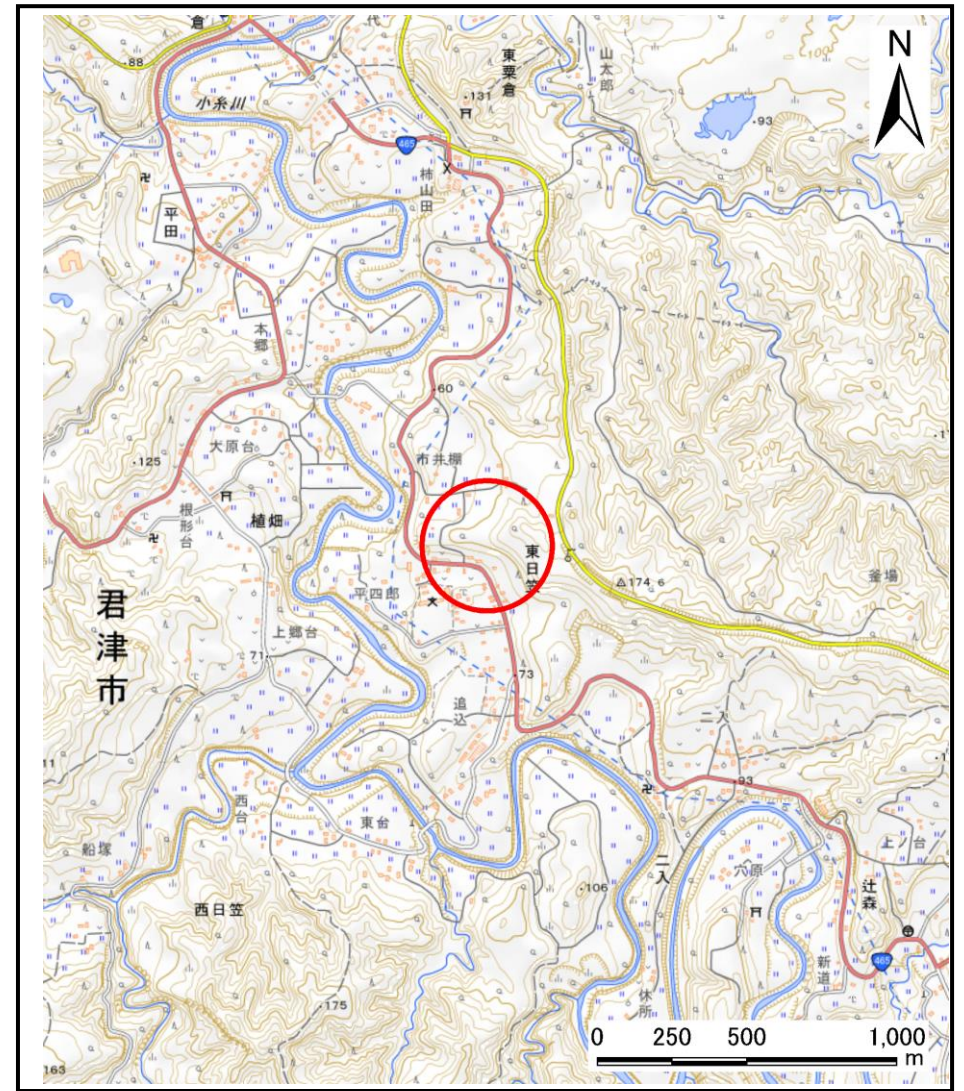 倉
代
N
88
山太郎
東粟倉
131
小糸川
93
465
柿山田
平田
本郷
60
大原台
市井棚
125
根形台
植畑
東日笠
174.6
釜場
平四郎
君津市
上郷台
71
追込
73
二入
93
西台
東台
上ノ台
船塚
106
二入
穴原
辻森
西日笠
465
新道
休所
175
163
0 250 500 1,000
m